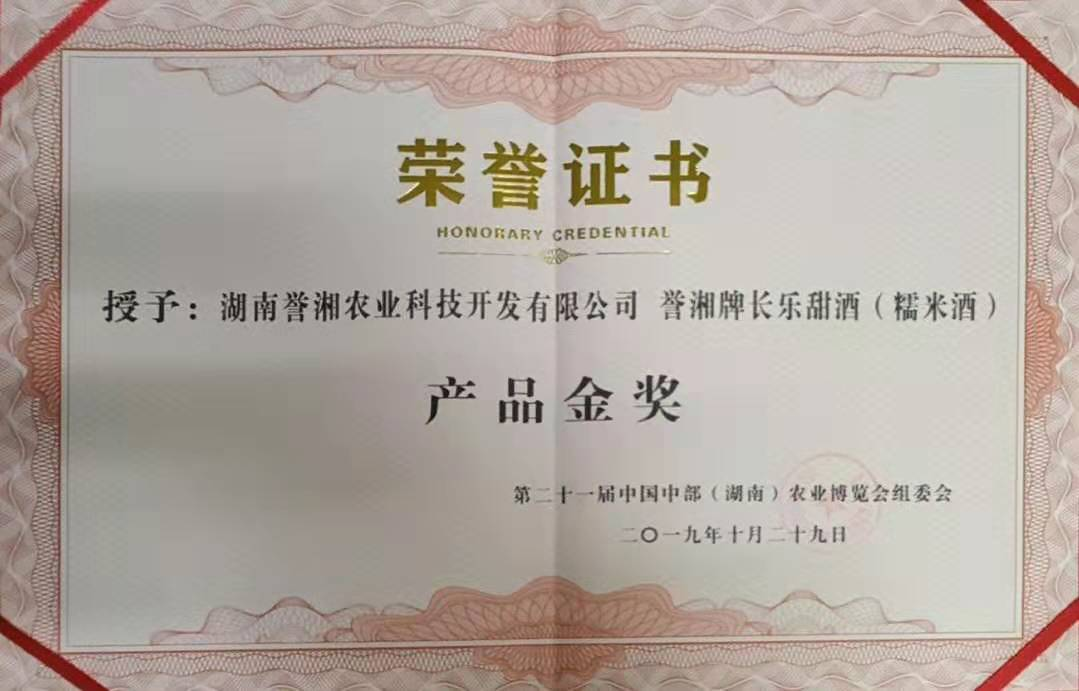 荣誉证书
HONORARY CREDENTIAL
授予：湖南誉湘农业科技开发有限公司 誉湘牌长乐甜酒（糯米酒）
产品金奖
第二十一届中国中部（湖南）农业博览会组委会
二〇一九年十月二十九日